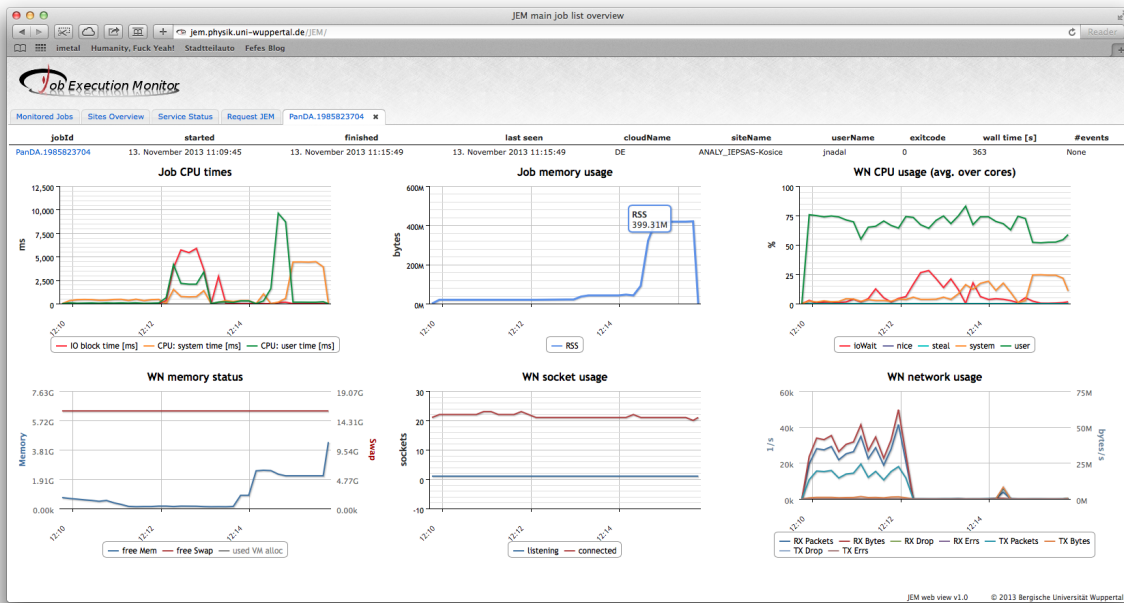 JEM main job list overview
jem.physik.uni-wuppertal.de/JEM/
Reader
imetal Humanity, Fuck Yeah! Stadtteilauto Fefes Blog
Job Execution Monitor
Monitored Jobs Sites Overview Service Status Request JEM PanDA.1985823704
jobId started finished last seen cloudName siteName userName exitcode wall time [s] #events
PanDA.1985823704 13. November 2013 11:09:45 13. November 2013 11:15:49 13. November 2013 11:15:49 DE ANALY_IEPSAS-Kosice jnadal 0 363 None
Job CPU times
12,500
10,000
7,500
5,000
2,500
0
ms
12:10 12:12 12:14
IO block time [ms] CPU: system time [ms] CPU: user time [ms]
Job memory usage
600M
400M
200M
0M
bytes
RSS
399.31M
12:10 12:12 12:14
RSS
WN CPU usage (avg. over cores)
100
75
50
25
0
%
12:10 12:12 12:14
ioWait nice steal system user
WN memory status
7.63G 19.07G
5.72G 14.31G
3.81G 9.54G
1.91G 4.77G
0.00k 0.00k
Memory
Swap
12:10 12:12 12:14
free Mem free Swap used VM alloc
WN socket usage
30
20
10
0
-10
sockets
12:10 12:12 12:14
listening connected
WN network usage
60k 75M
40k 50M
20k 25M
0k 0M
1/s
bytes/s
12:10 12:12 12:14
RX Packets RX Bytes RX Drop RX Errs TX Packets TX Bytes
TX Drop TX Errs
JEM web view v1.0 © 2013 Bergische Universität Wuppertal